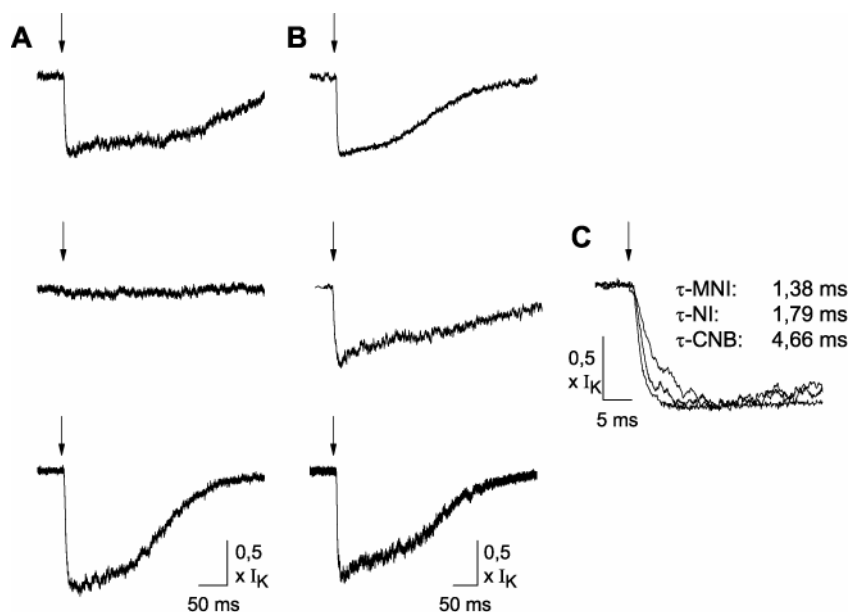 A
B
C
τ-MNI: 1,38 ms
τ-NI: 1,79 ms
τ-CNB: 4,66 ms
0,5
x IK
5 ms
0,5
x IK
50 ms
0,5
x IK
50 ms